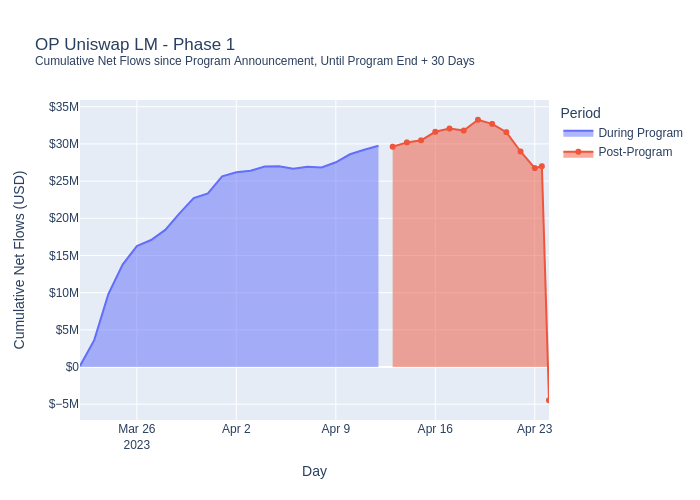 OP Uniswap LM - Phase 1
Cumulative Net Flows since Program Announcement, Until Program End + 30 Days
Period
During Program
Post-Program
Cumulative Net Flows (USD)
$35M
$30M
$25M
$20M
$15M
$10M
$5M
$0
$−5M
Mar 26
2023
Apr 2
Apr 9
Apr 16
Apr 23
Day